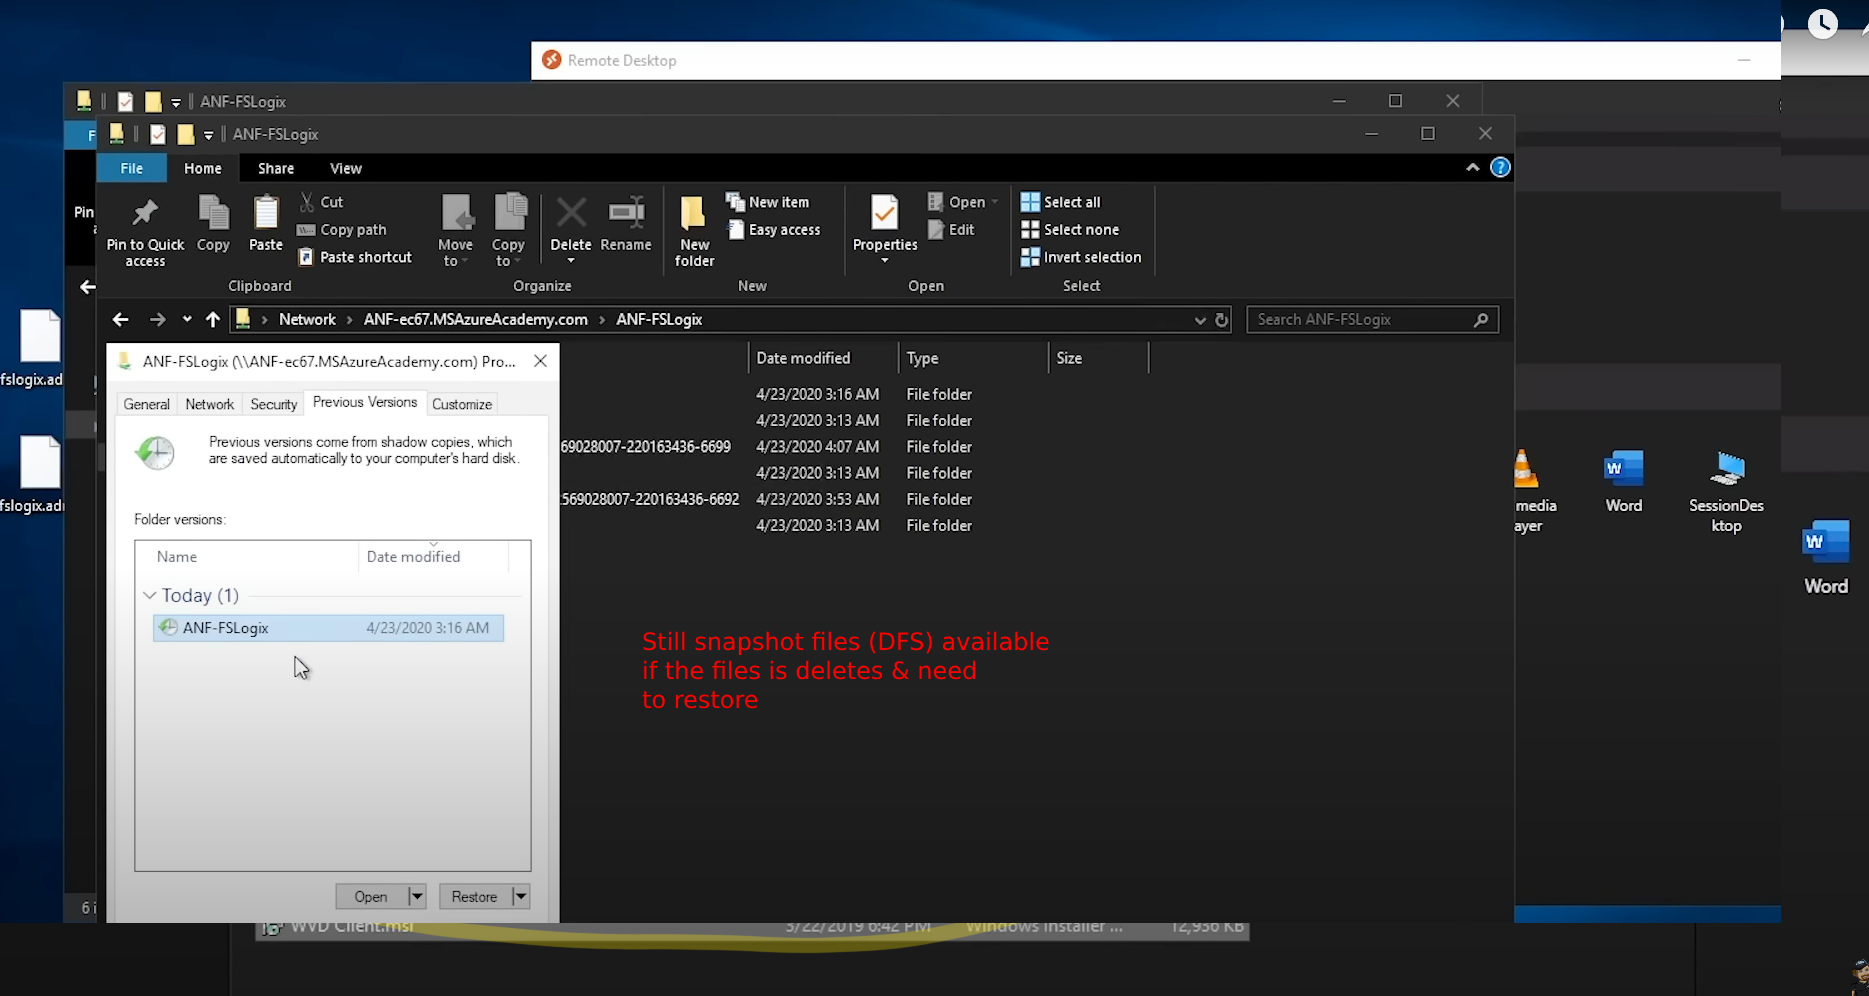 Remote Desktop
ANF-FSLogix
F
ANF-FSLogix
File Home Share View
Pin to Quick access
Copy
Paste
Cut
Copy path
Paste shortcut
Move to
Copy to
Delete
Rename
New folder
New item
Easy access
Properties
Open
Edit
Select all
Select none
Invert selection
Clipboard Organize New Open Select
Pin
Network › ANF-ec67.MSAzureAcademy.com › ANF-FSLogix
Search ANF-FSLogix
ANF-FSLogix (\\ANF-ec67.MSAzureAcademy.com) Pro...
General Network Security Previous Versions Customize
Previous versions come from shadow copies, which
are saved automatically to your computer's hard disk.
Folder versions:
Name Date modified
Today (1)
ANF-FSLogix 4/23/2020 3:16 AM
Open Restore
Date modified Type Size
4/23/2020 3:16 AM File folder
4/23/2020 3:13 AM File folder
69028007-220163436-6699 4/23/2020 4:07 AM File folder
4/23/2020 3:13 AM File folder
569028007-220163436-6692 4/23/2020 3:53 AM File folder
4/23/2020 3:13 AM File folder
Still snapshot files (DFS) available
if the files is deletes & need
to restore
fslogix.ad
fslogix.ad
media
ayer
Word
SessionDes
ktop
Word
6 i
WVD Client.msi 3/22/2019 6:42 PM Windows Installer ... 12,936 KB